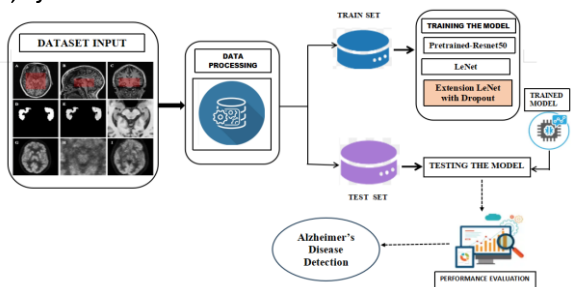 DATASET INPUT
A
B
C
D
E
G
H
I
DATA
PROCESSING
TRAIN SET
TRAINING THE MODEL
Pretrained-Resnet50
LeNet
Extension LeNet
with Dropout
TRAINED
MODEL
TEST SET
TESTING THE MODEL
Alzheimer's
Disease
Detection
PERFORMANCE EVALUATION